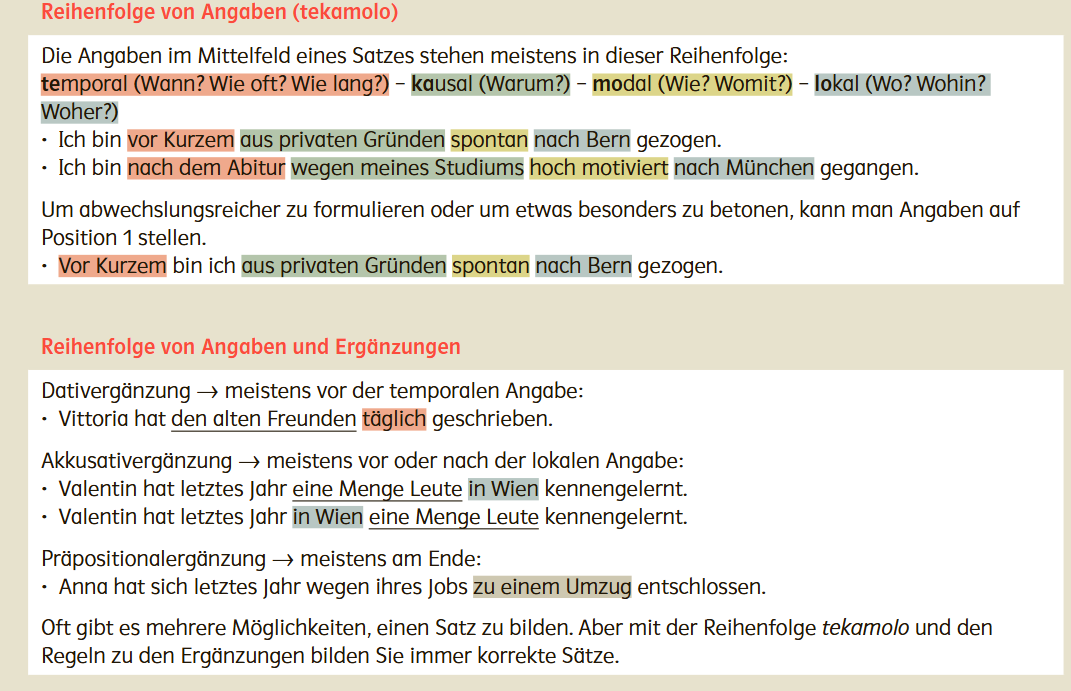 Reihenfolge von Angaben (tekamolo)
Die Angaben im Mittelfeld eines Satzes stehen meistens in dieser Reihenfolge:
temporal (Wann? Wie oft? Wie lang?) – kausal (Warum?) – modal (Wie? Womit?) – lokal (Wo? Wohin?
Woher?)
· Ich bin vor Kurzem aus privaten Gründen spontan nach Bern gezogen.
· Ich bin nach dem Abitur wegen meines Studiums hoch motiviert nach München gegangen.
Um abwechslungsreicher zu formulieren oder um etwas besonders zu betonen, kann man Angaben auf
Position 1 stellen.
· Vor Kurzem bin ich aus privaten Gründen spontan nach Bern gezogen.
Reihenfolge von Angaben und Ergänzungen
Dativergänzung → meistens vor der temporalen Angabe:
· Vittoria hat den alten Freunden täglich geschrieben.
Akkusativergänzung → meistens vor oder nach der lokalen Angabe:
· Valentin hat letztes Jahr eine Menge Leute in Wien kennengelernt.
· Valentin hat letztes Jahr in Wien eine Menge Leute kennengelernt.
Präpositionalergänzung → meistens am Ende:
· Anna hat sich letztes Jahr wegen ihres Jobs zu einem Umzug entschlossen.
Oft gibt es mehrere Möglichkeiten, einen Satz zu bilden. Aber mit der Reihenfolge tekamolo und den
Regeln zu den Ergänzungen bilden Sie immer korrekte Sätze.